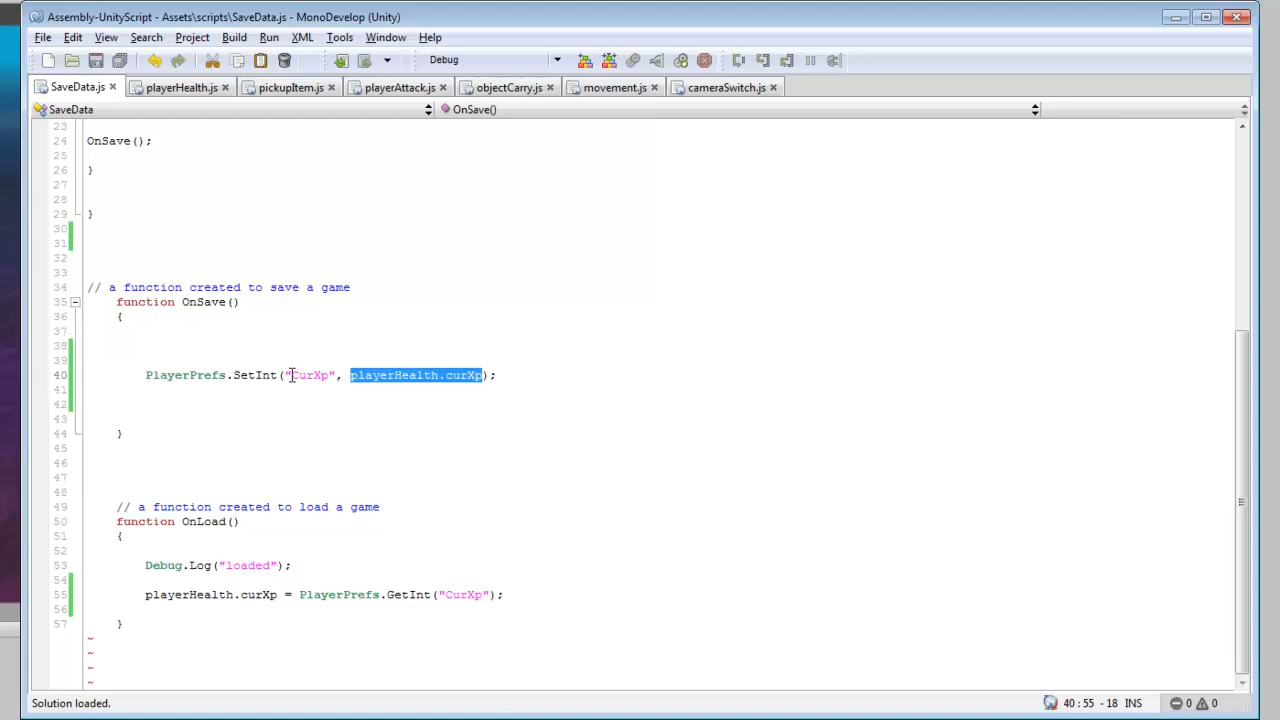 Assembly-UnityScript - Assets\scripts\SaveData.js - MonoDevelop (Unity)
File Edit View Search Project Build Run XML Tools Window Help
Debug
SaveData.js playerHealth.js pickupItem.js playerAttack.js objectCarry.js movement.js cameraSwitch.js
SaveData OnSave()
23
24 OnSave();
25
26 }
27
28
29 }
30
31
32
33
34 // a function created to save a game
35 function OnSave()
36 {
37
38
39
40 PlayerPrefs.SetInt("CurXp", playerHealth.curXp);
41
42
43
44 }
45
46
47
48
49 // a function created to load a game
50 function OnLoad()
51 {
52
53 Debug.Log("loaded");
54
55 playerHealth.curXp = PlayerPrefs.GetInt("CurXp");
56
57 }
~
~
~
~
Solution loaded. 40 : 55 - 18 INS 0 0